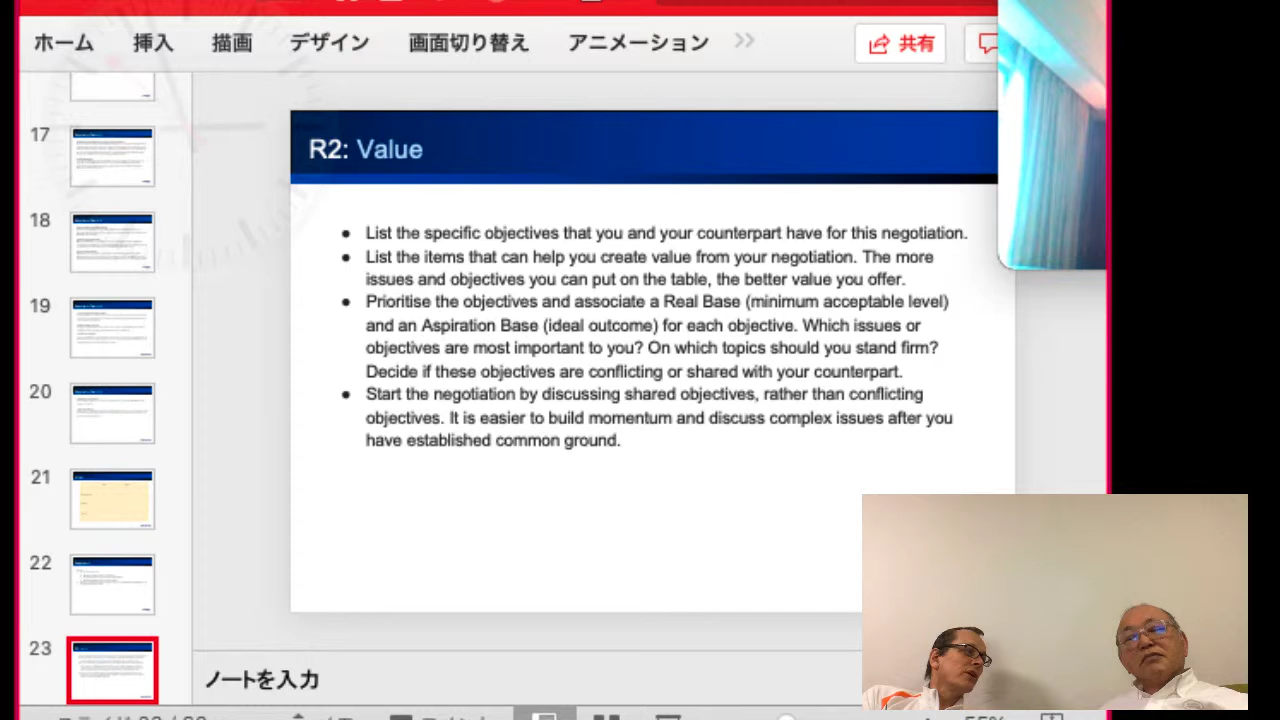 ホーム 挿入 描画 デザイン 画面切り替え アニメーション >> 共有
17
18
19
20
21
22
23
R2: Value
● List the specific objectives that you and your counterpart have for this negotiation.
● List the items that can help you create value from your negotiation. The more
issues and objectives you can put on the table, the better value you offer.
● Prioritise the objectives and associate a Real Base (minimum acceptable level)
and an Aspiration Base (ideal outcome) for each objective. Which issues or
objectives are most important to you? On which topics should you stand firm?
Decide if these objectives are conflicting or shared with your counterpart.
● Start the negotiation by discussing shared objectives, rather than conflicting
objectives. It is easier to build momentum and discuss complex issues after you
have established common ground.
ノートを入力
55%